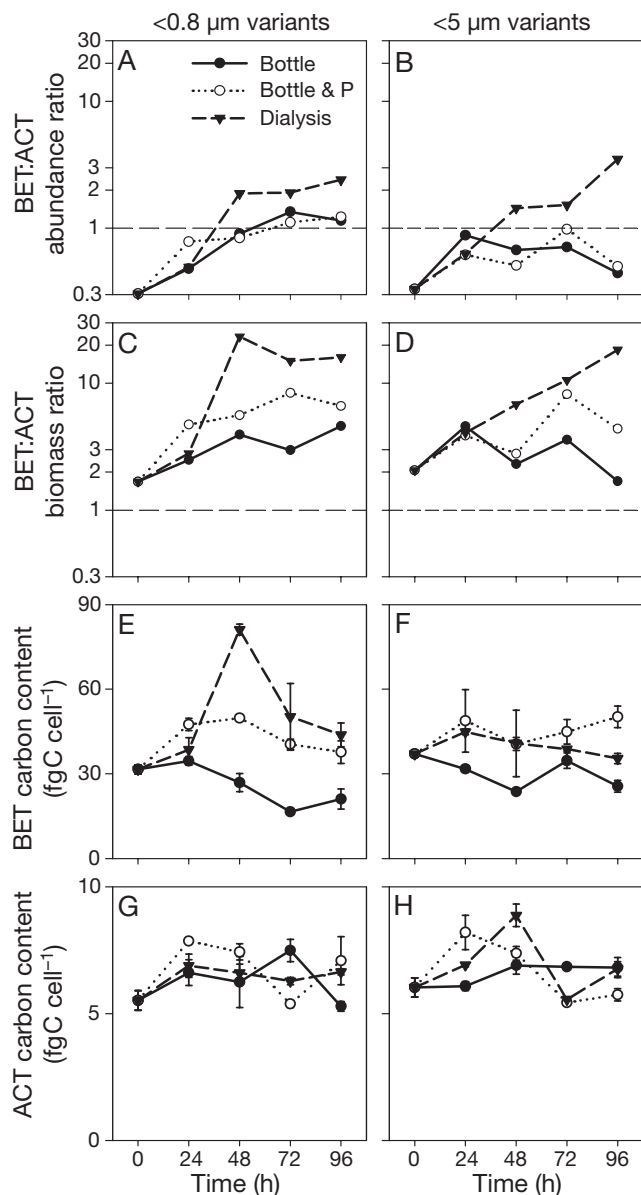 <0.8 µm variants <5 µm variants
A B
Bottle
Bottle & P
Dialysis
BET:ACT
abundance ratio
30
20
10
3
2
1
0.3
C D
BET:ACT
biomass ratio
30
20
10
3
2
1
0.3
E F
BET carbon content
(fgC cell⁻¹)
90
60
30
0
G H
ACT carbon content
(fgC cell⁻¹)
10
5
0
0 24 48 72 96 0 24 48 72 96
Time (h) Time (h)